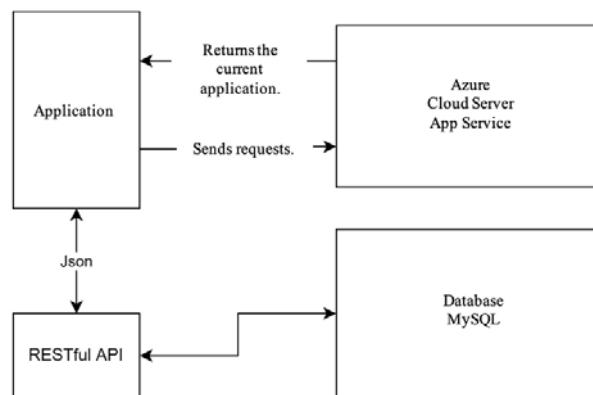 Returns the
current
application.
Application
Azure
Cloud Server
App Service
Sends requests.
Json
Database
MySQL
RESTful API